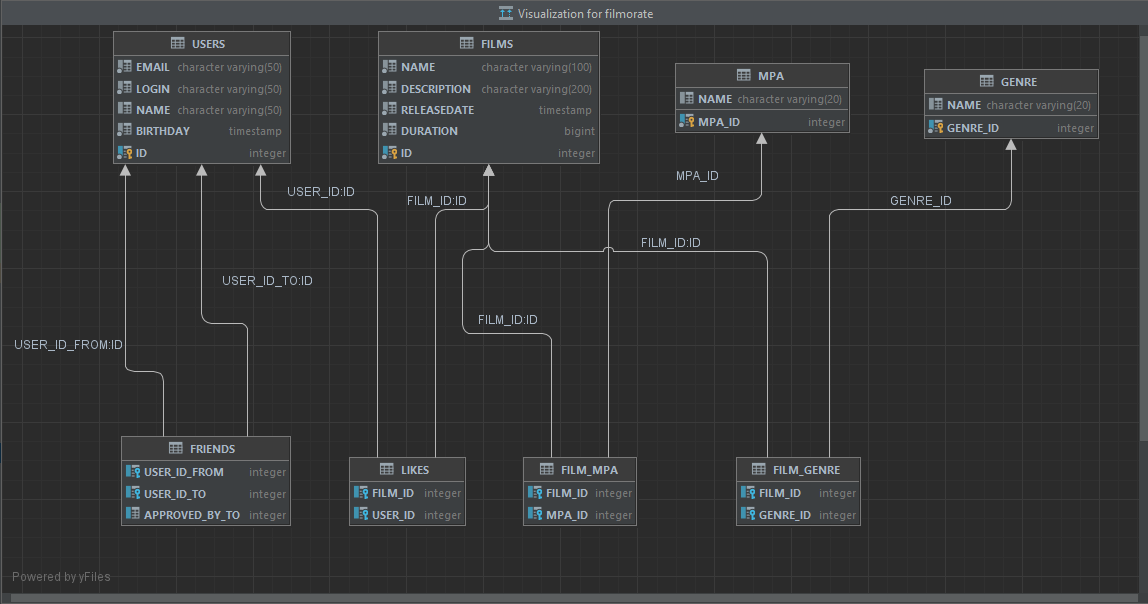 Visualization for filmorate
USERS
EMAIL character varying(50)
LOGIN character varying(50)
NAME character varying(50)
BIRTHDAY timestamp
ID integer
FILMS
NAME character varying(100)
DESCRIPTION character varying(200)
RELEASEDATE timestamp
DURATION bigint
ID integer
MPA
NAME character varying(20)
MPA_ID integer
GENRE
NAME character varying(20)
GENRE_ID integer
MPA_ID
USER_ID:ID
FILM_ID:ID
GENRE_ID
FILM_ID:ID
USER_ID_TO:ID
FILM_ID:ID
USER_ID_FROM:ID
FRIENDS
USER_ID_FROM integer
USER_ID_TO integer
APPROVED_BY_TO integer
LIKES
FILM_ID integer
USER_ID integer
FILM_MPA
FILM_ID integer
MPA_ID integer
FILM_GENRE
FILM_ID integer
GENRE_ID integer
Powered by yFiles